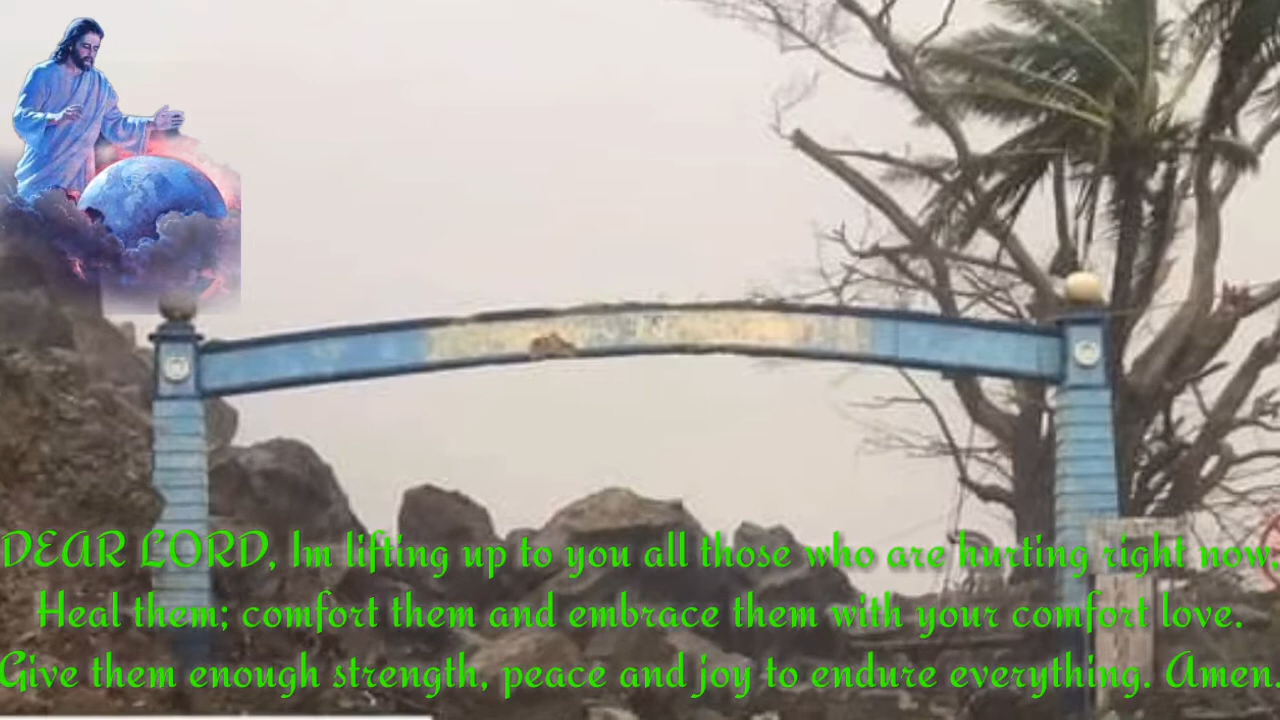 DEAR LORD, Im lifting up to you all those who are hurting right now;
Heal them; comfort them and embrace them with your comfort love.
Give them enough strength, peace and joy to endure everything. Amen.